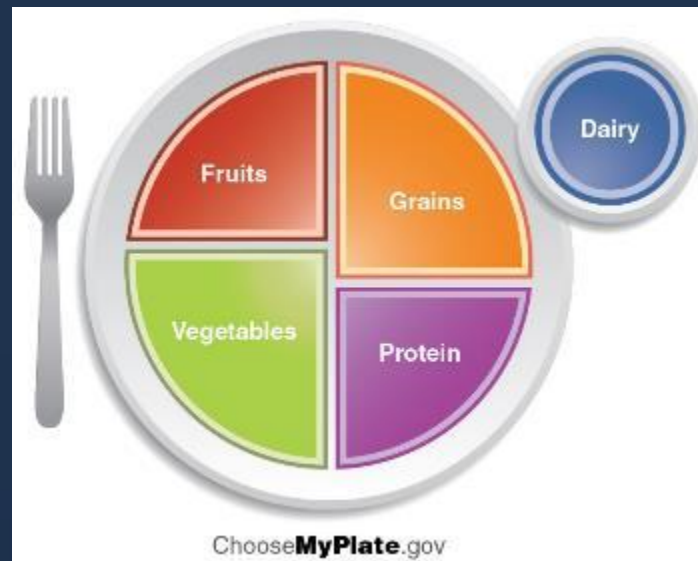 Fruits
Grains
Dairy
Vegetables
Protein
ChooseMyPlate.gov